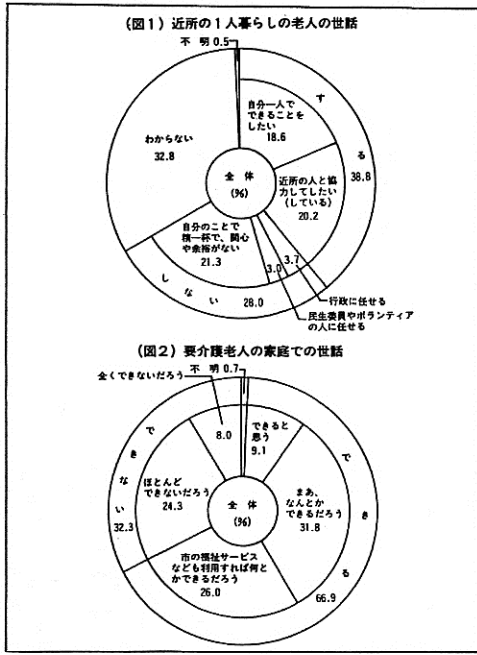 (図1) 近所の1人暮らしの老人の世話
不 明 0.5
自分一人で
できることを
したい
18.6
す
る
38.8
わからない
32.8
全 体
(%)
近所の人と協
力してしたい
(している)
20.2
自分のことで
精一杯で、関心
や余裕がない
21.3
3.0
3.7
し
な
い
28.0
行政に任せる
民生委員やボランティア
の人に任せる
(図2) 要介護老人の家庭での世話
不 明 0.7
全くできないだろう
8.0
できると
思う
9.1
で
き
な
い
32.3
ほとんど
できないだろう
24.3
全 体
(%)
まあ、
なんとか
できるだろう
31.8
で
き
る
66.9
市の福祉サービス
なども利用すれば何と
かできるだろう
26.0